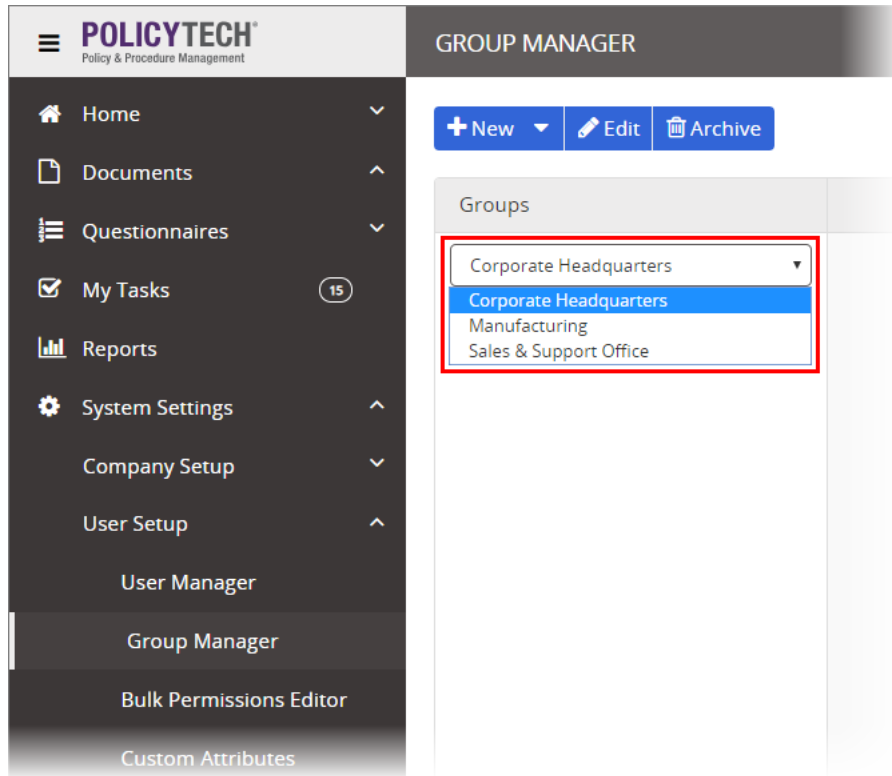 POLICYTECH®
Policy & Procedure Management
GROUP MANAGER
Home
Documents
Questionnaires
My Tasks 15
Reports
System Settings
Company Setup
User Setup
User Manager
Group Manager
Bulk Permissions Editor
Custom Attributes
New Edit Archive
Groups
Corporate Headquarters
Corporate Headquarters
Manufacturing
Sales & Support Office